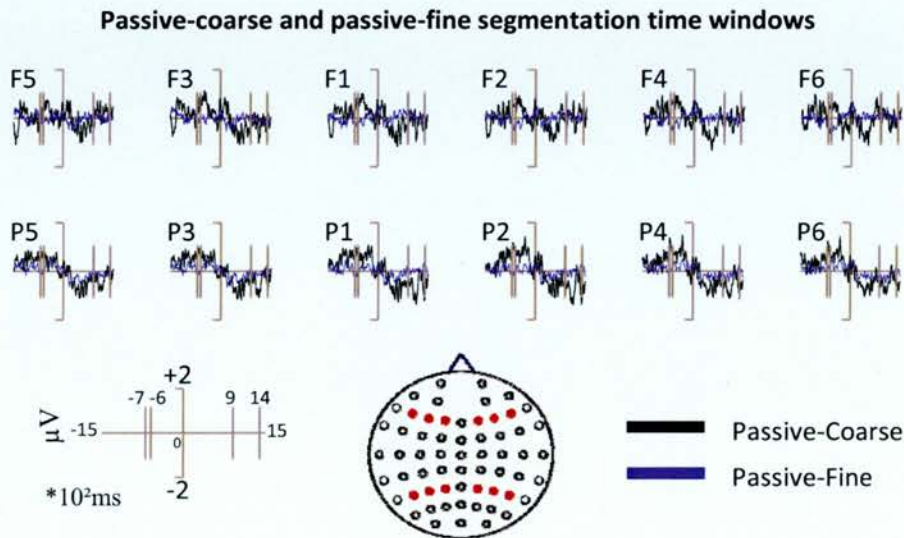 Passive-coarse and passive-fine segmentation time windows
F5 F3 F1 F2 F4 F6
P5 P3 P1 P2 P4 P6
+2
-7 -6 9 14
μV -15 0 15
-2
*10²ms
Passive-Coarse
Passive-Fine